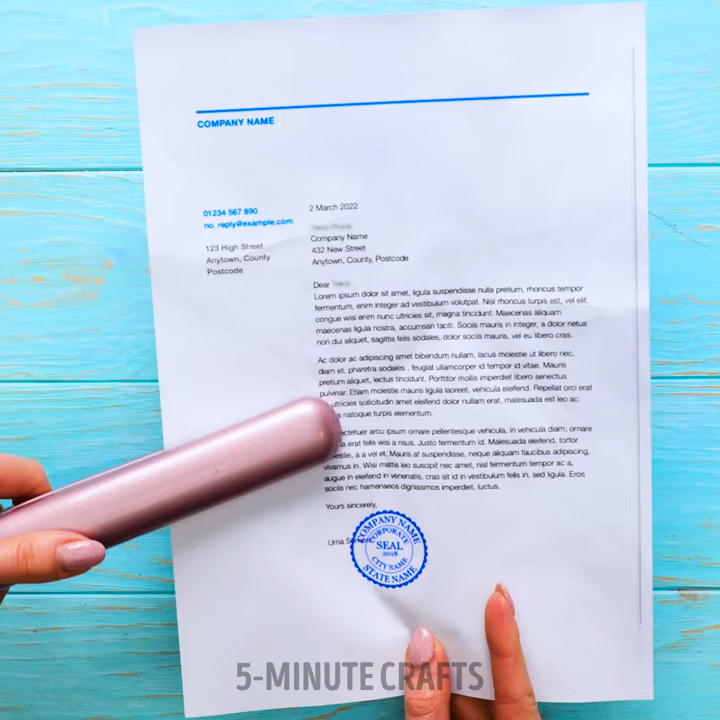 COMPANY NAME
2 March 2022
01234 567 890
no_reply@example.com
Company Name
123 High Street
432 New Street
Anytown, County
Anytown, County, Postcode
Postcode
Dear
Lorem ipsum dolor sit amet, ligula suspendisse nulla pretium, rhoncus tempor
fermentum, enim integer ad vestibulum volutpat. Nisl rhoncus turpis est, vel elit,
congue wisi enim nunc ultricies sit, magna tincidunt. Maecenas aliquam
maecenas ligula nostra, accumsan taciti. Sociis mauris in integer, a dolor netus
non dui aliquet, sagittis felis sodales, dolor sociis mauris, vel eu libero cras.
Ac dolor ac adipiscing amet bibendum nullam, lacus molestie ut libero nec,
diam et, pharetra sodales , feugiat ullamcorper id tempor id vitae. Mauris
pretium aliquet, lectus tincidunt. Porttitor mollis imperdiet libero senectus
pulvinar. Etiam molestie mauris ligula laoreet, vehicula eleifend. Repellat orci erat
ultricies sollicitudin amet eleifend dolor nullam erat, malesuada est leo ac.
natoque turpis elementum.
arcu ipsum ornare pellentesque vehicula, in vehicula diam, ornare
erat felis wisi a risus. Justo fermentum id. Malesuada eleifend, tortor
a a vel et. Mauris at suspendisse, neque aliquam faucibus adipiscing,
vivamus in. Wisi mattis leo suscipit nec amet, nisl fermentum tempor ac a,
augue in eleifend in venenatis, cras sit id in vestibulum felis in, sed ligula. Eros
sociis nec hamenaeos dignissimos imperdiet, luctus.
Yours sincerely,
Urna
COMPANY NAME
CORPORATE
SEAL
2018
CITY NAME
STATE NAME
5-MINUTE CRAFTS